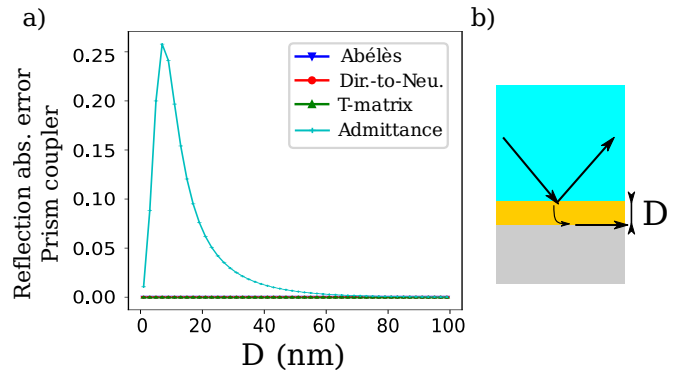 a)
b)
Reflection abs. error
Prism coupler
0.25
0.20
0.15
0.10
0.05
0.00
Abélès
Dir.-to-Neu.
T-matrix
Admittance
0
20
40
60
80
100
D (nm)
D